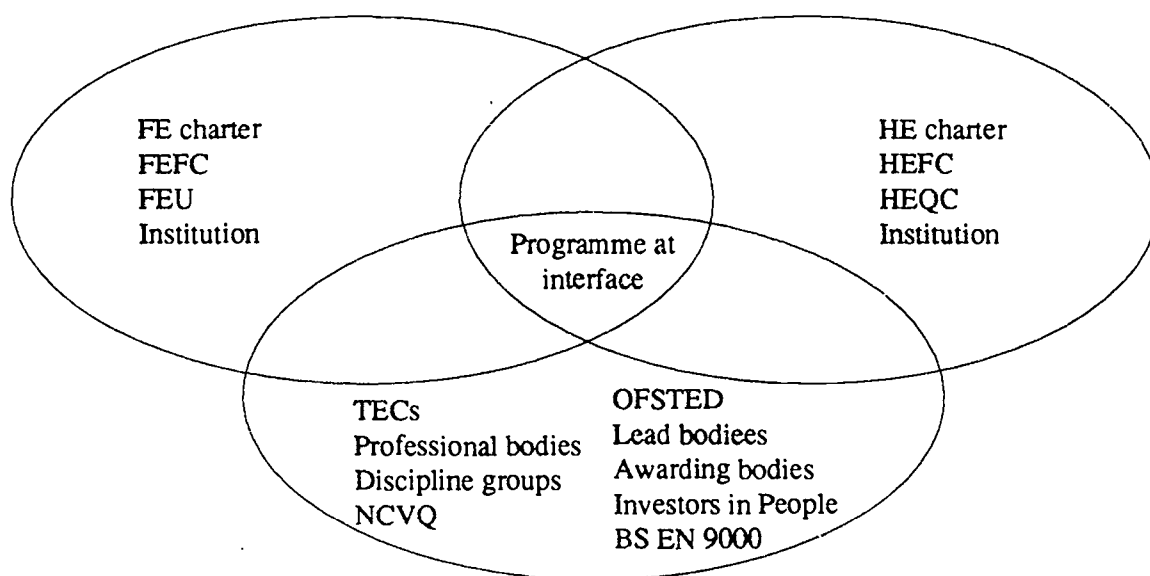 FE charter
FEFC
FEU
Institution
HE charter
HEFC
HEQC
Institution
Programme at
interface
TECs
Professional bodies
Discipline groups
NCVQ
OFSTED
Lead bodiees
Awarding bodies
Investors in People
BS EN 9000